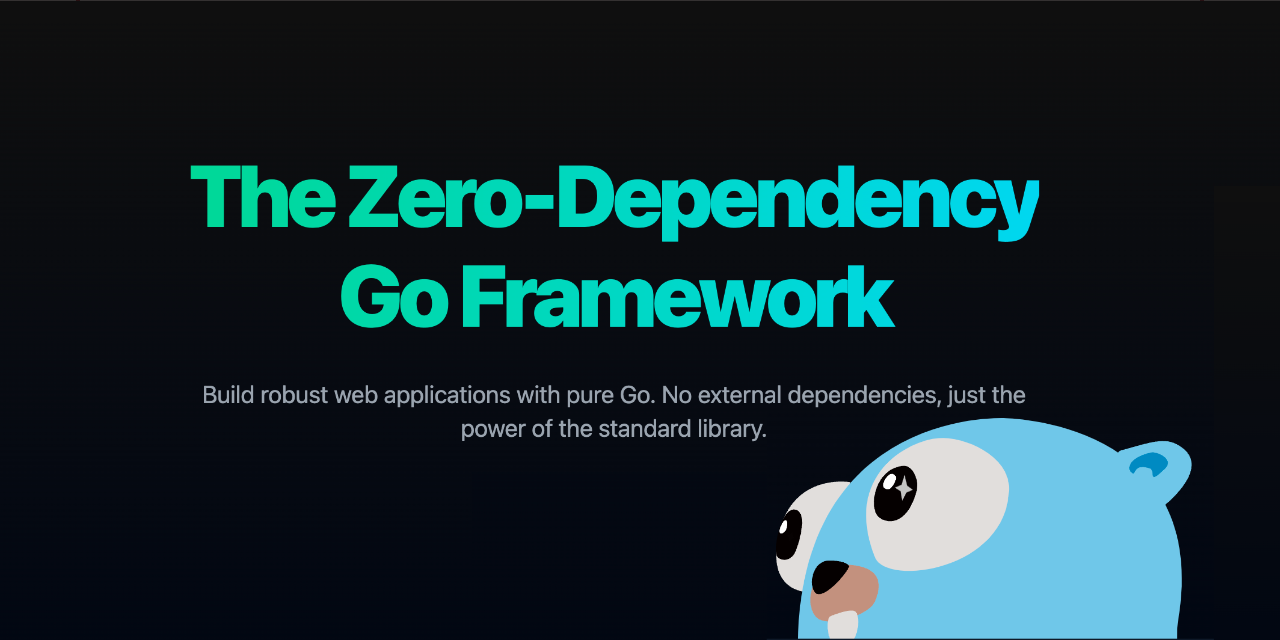 The Zero-Dependency
Go Framework
Build robust web applications with pure Go. No external dependencies, just the
power of the standard library.